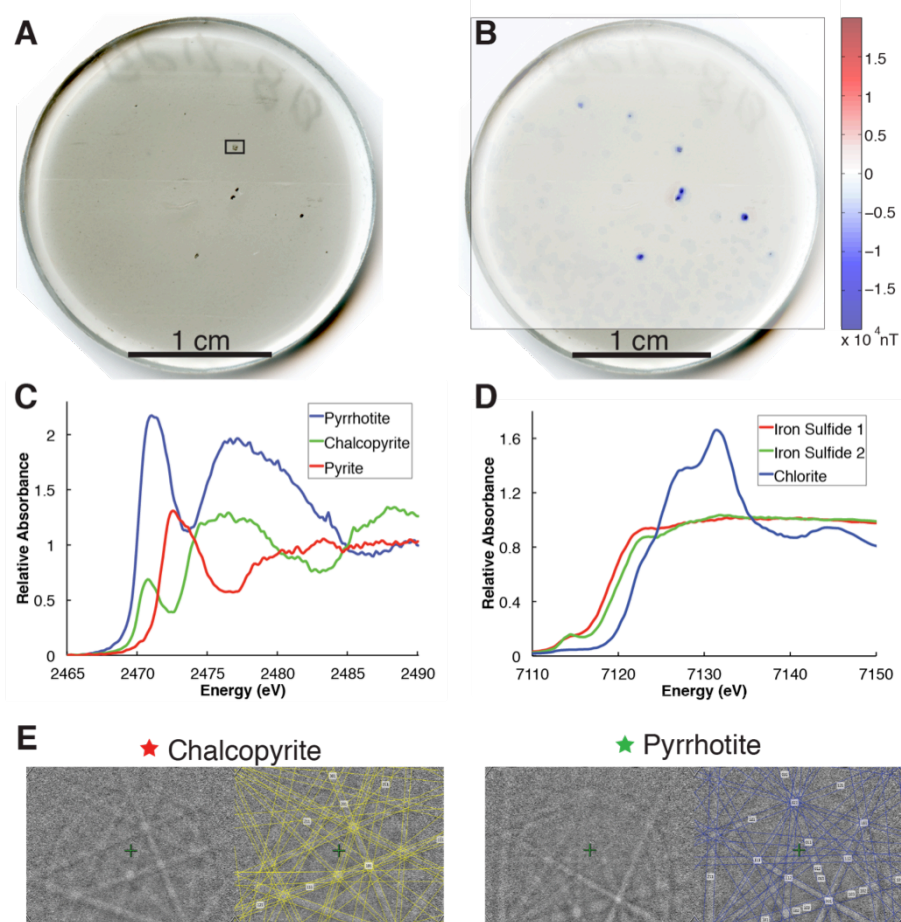 A
B
1 cm
1 cm
1.5
1
0.5
0
−0.5
−1
−1.5
x 10⁴ nT
C
Relative Absorbance
2
1.5
1
0.5
0
2465 2470 2475 2480 2485 2490
Energy (eV)
Pyrrhotite
Chalcopyrite
Pyrite
D
Relative Absorbance
1.6
1.2
0.8
0.4
0
7110 7120 7130 7140 7150
Energy (eV)
Iron Sulfide 1
Iron Sulfide 2
Chlorite
E
★ Chalcopyrite
★ Pyrrhotite